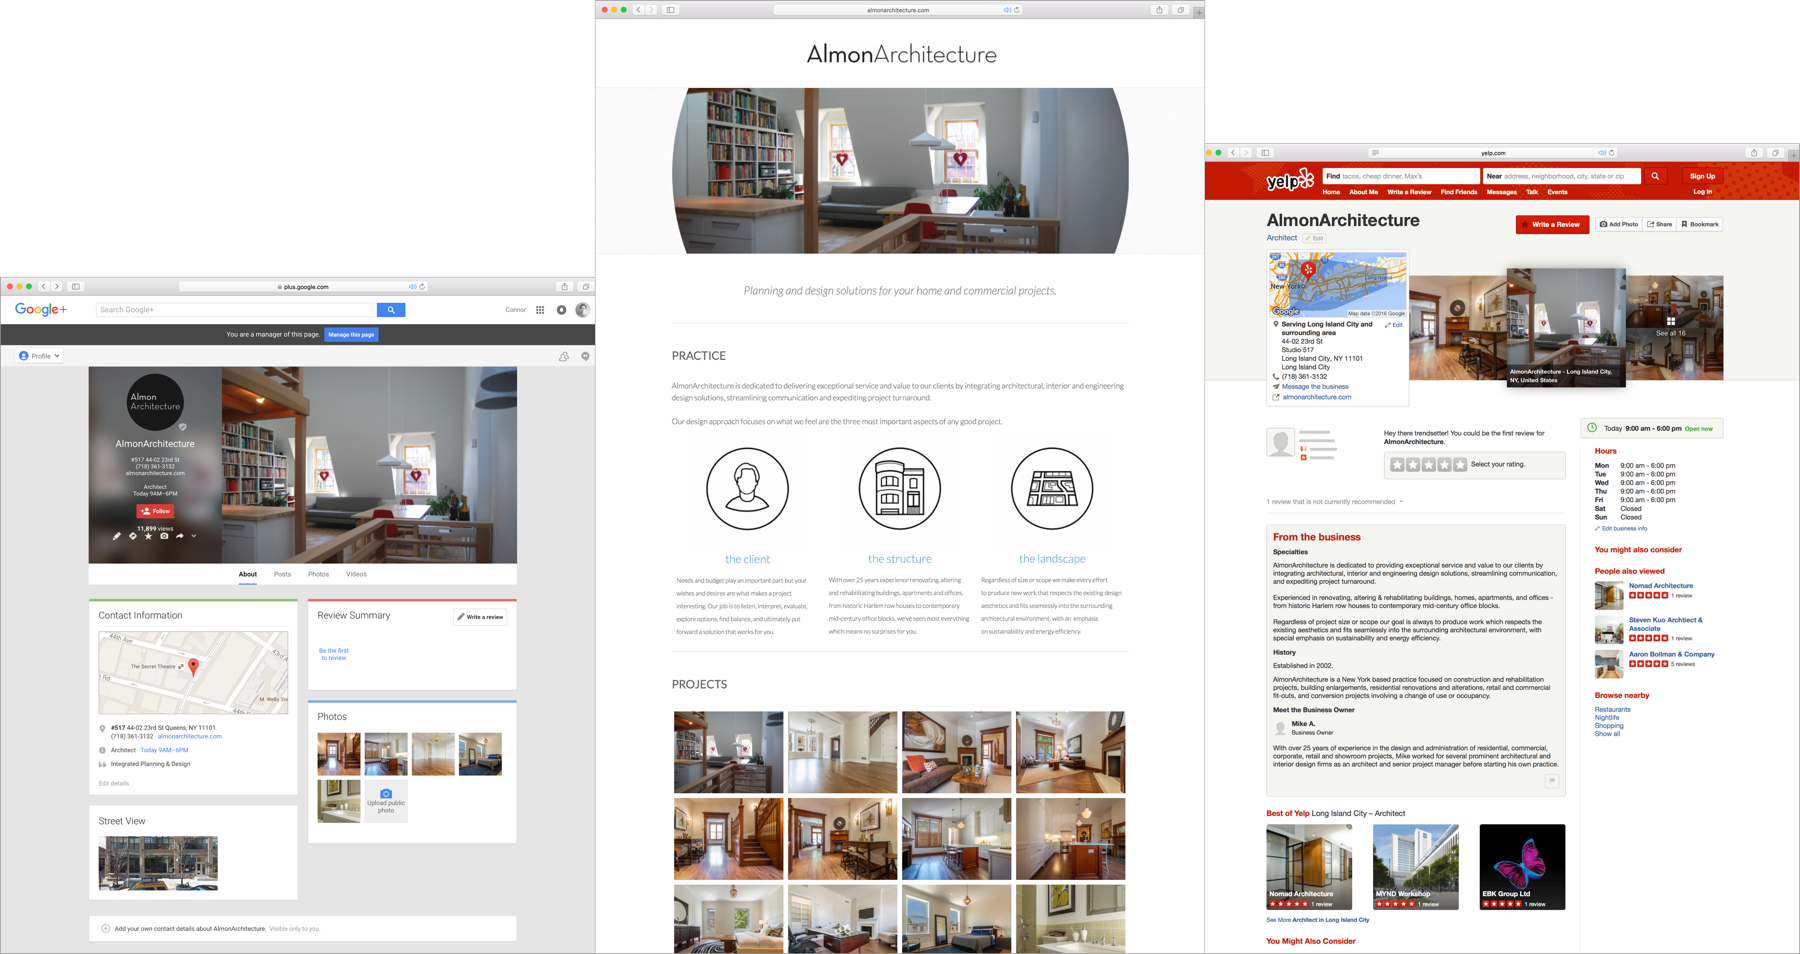 plus.google.com
Google+
Search Google+
Connor
You are a manager of this page.
Manage this page
Profile
Almon
Architecture
AlmonArchitecture
#517 44-02 23rd St
(718) 361-3132
almonarchitecture.com
Architect
Today 9AM–6PM
Follow
11,899 views
About
Posts
Photos
Videos
Contact Information
44th Ave
The Secret Theatre
43rd A
Rd
M. Wells Ste
44th
#517 44-02 23rd St Queens, NY 11101
(718) 361-3132 · almonarchitecture.com
Architect · Today 9AM–6PM
Integrated Planning & Design
Edit details
Street View
Review Summary
Write a review
Be the first
to review
Photos
Upload public
photo
Add your own contact details about AlmonArchitecture. Visible only to you.
almonarchitecture.com
AlmonArchitecture
Planning and design solutions for your home and commercial projects.
PRACTICE
AlmonArchitecture is dedicated to delivering exceptional service and value to our clients by integrating architectural, interior and engineering
design solutions, streamlining communication and expediting project turnaround.
Our design approach focuses on what we feel are the three most important aspects of any good project.
the client
Needs and budget play an important part but your
wishes and desires are what makes a project
interesting. Our job is to listen, interpret, evaluate,
explore options, find balance, and ultimately put
forward a solution that works for you.
the structure
With over 25 years experience renovating, altering
and rehabilitating buildings, apartments and offices,
from historic Harlem row houses to contemporary
mid-century office blocks, we've seen most everything
which means no surprises for you.
the landscape
Regardless of size or scope we make every effort
to produce new work that respects the existing design
aesthetics and fits seamlessly into the surrounding
architectural environment, with an emphasis
on sustainability and energy efficiency.
PROJECTS
yelp.com
yelp
Find tacos, cheap dinner, Max's
Near address, neighborhood, city, state or zip
Sign Up
Home
About Me
Write a Review
Find Friends
Messages
Talk
Events
Log In
AlmonArchitecture
Architect
Edit
Write a Review
Add Photo
Share
Bookmark
New York
Long Island
Google
Map data ©2016 Google
Serving Long Island City and
surrounding area
Edit
44-02 23rd St
Studio 517
Long Island City, NY 11101
Long Island City
(718) 361-3132
Message the business
almonarchitecture.com
AlmonArchitecture - Long Island City,
NY, United States
See all 16
Hey there trendsetter! You could be the first review for
AlmonArchitecture.
Select your rating.
1 review that is not currently recommended
From the business
Specialties
AlmonArchitecture is dedicated to providing exceptional service and value to our clients by
integrating architectural, interior and engineering design solutions, streamlining communication,
and expediting project turnaround.
Experienced in renovating, altering & rehabilitating buildings, homes, apartments, and offices -
from historic Harlem row houses to contemporary mid-century office blocks.
Regardless of project size or scope our goal is always to produce work which respects the
existing aesthetics and fits seamlessly into the surrounding architectural environment, with
special emphasis on sustainability and energy efficiency.
History
Established in 2002.
AlmonArchitecture is a New York based practice focused on construction and rehabilitation
projects, building enlargements, residential renovations and alterations, retail and commercial
fit-outs, and conversion projects involving a change of use or occupancy.
Meet the Business Owner
Mike A.
Business Owner
With over 25 years of experience in the design and administration of residential, commercial,
corporate, retail and showroom projects, Mike worked for several prominent architectural and
interior design firms as an architect and senior project manager before starting his own practice.
Best of Yelp Long Island City – Architect
Nomad Architecture
1 review
MYND Workshop
1 review
EBK Group Ltd
1 review
See More Architect in Long Island City
You Might Also Consider
Today 9:00 am - 6:00 pm Open now
Hours
Mon 9:00 am - 6:00 pm
Tue 9:00 am - 6:00 pm
Wed 9:00 am - 6:00 pm
Thu 9:00 am - 6:00 pm
Fri 9:00 am - 6:00 pm
Sat Closed
Sun Closed
Edit business info
You might also consider
People also viewed
Nomad Architecture
1 review
Steven Kuo Archtiect &
Associate
1 review
Aaron Bollman & Company
5 reviews
Browse nearby
Restaurants
Nightlife
Shopping
Show all